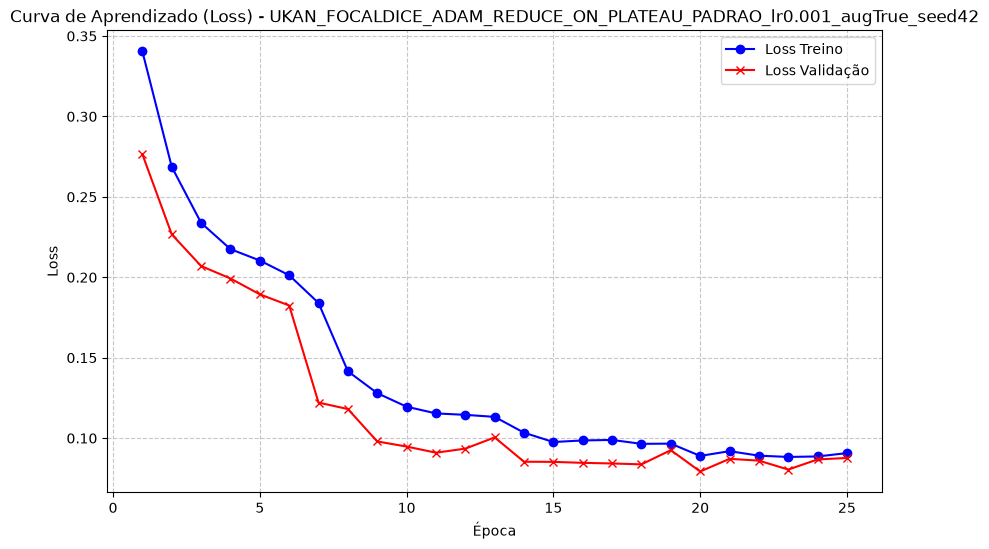 Curva de Aprendizado (Loss) - UKAN_FOCALDICE_ADAM_REDUCE_ON_PLATEAU_PADRAO_lr0.001_augTrue_seed42
Loss Treino
Loss Validação
0.35
0.30
0.25
0.20
0.15
0.10
Loss
0
5
10
15
20
25
Época